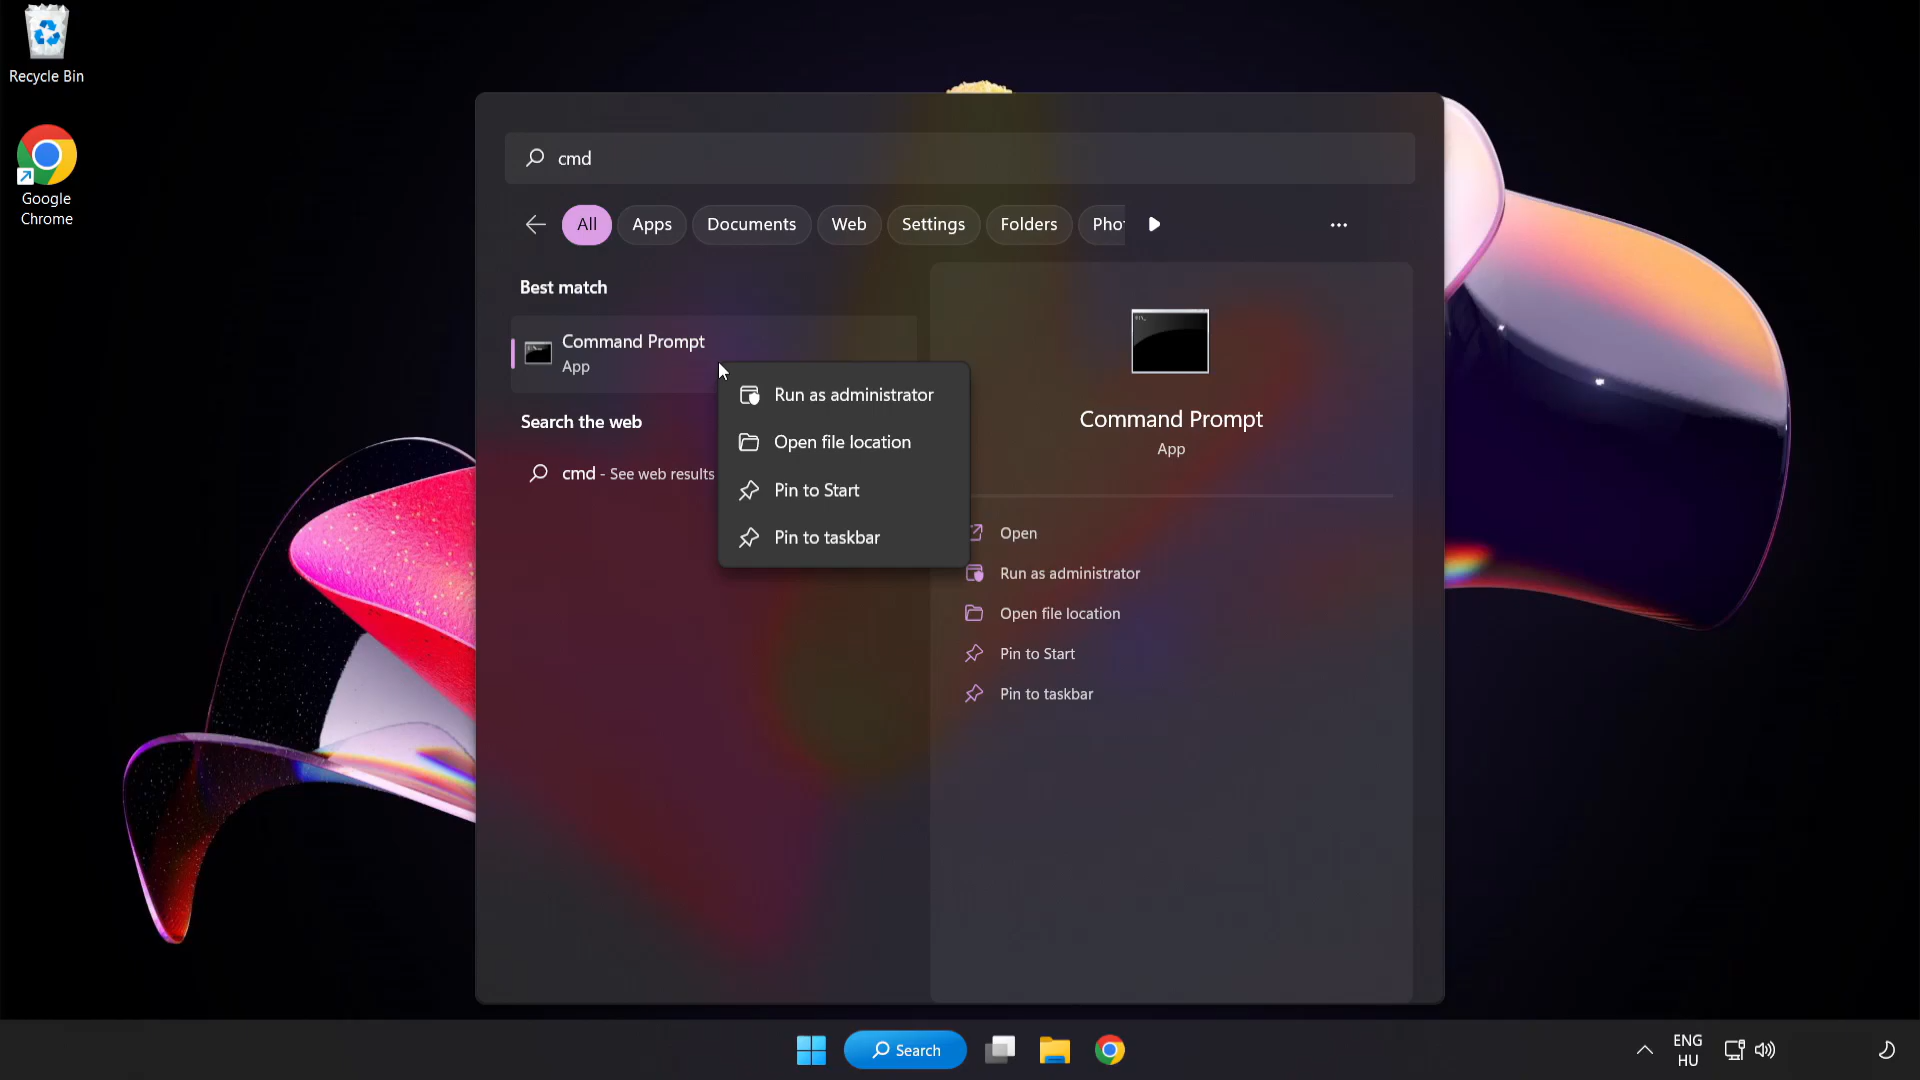 Recycle Bin
Google
Chrome
cmd
All
Apps
Documents
Web
Settings
Folders
Best match
Command Prompt
App
Search the web
cmd - See web results
Run as administrator
Open file location
Pin to Start
Pin to taskbar
Command Prompt
App
Open
Run as administrator
Open file location
Pin to Start
Pin to taskbar
Search
ENG
HU